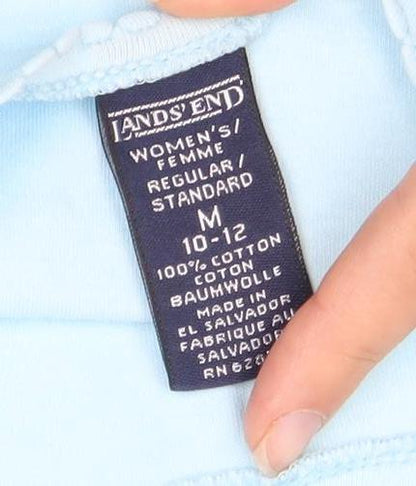 LANDS' END
WOMEN'S/
FEMME
REGULAR/
STANDARD
M
10-12
100% COTTON
COTON
BAUMWOLLE
MADE IN
EL SALVADOR
FABRIQUE AU
SALVADOR
RN